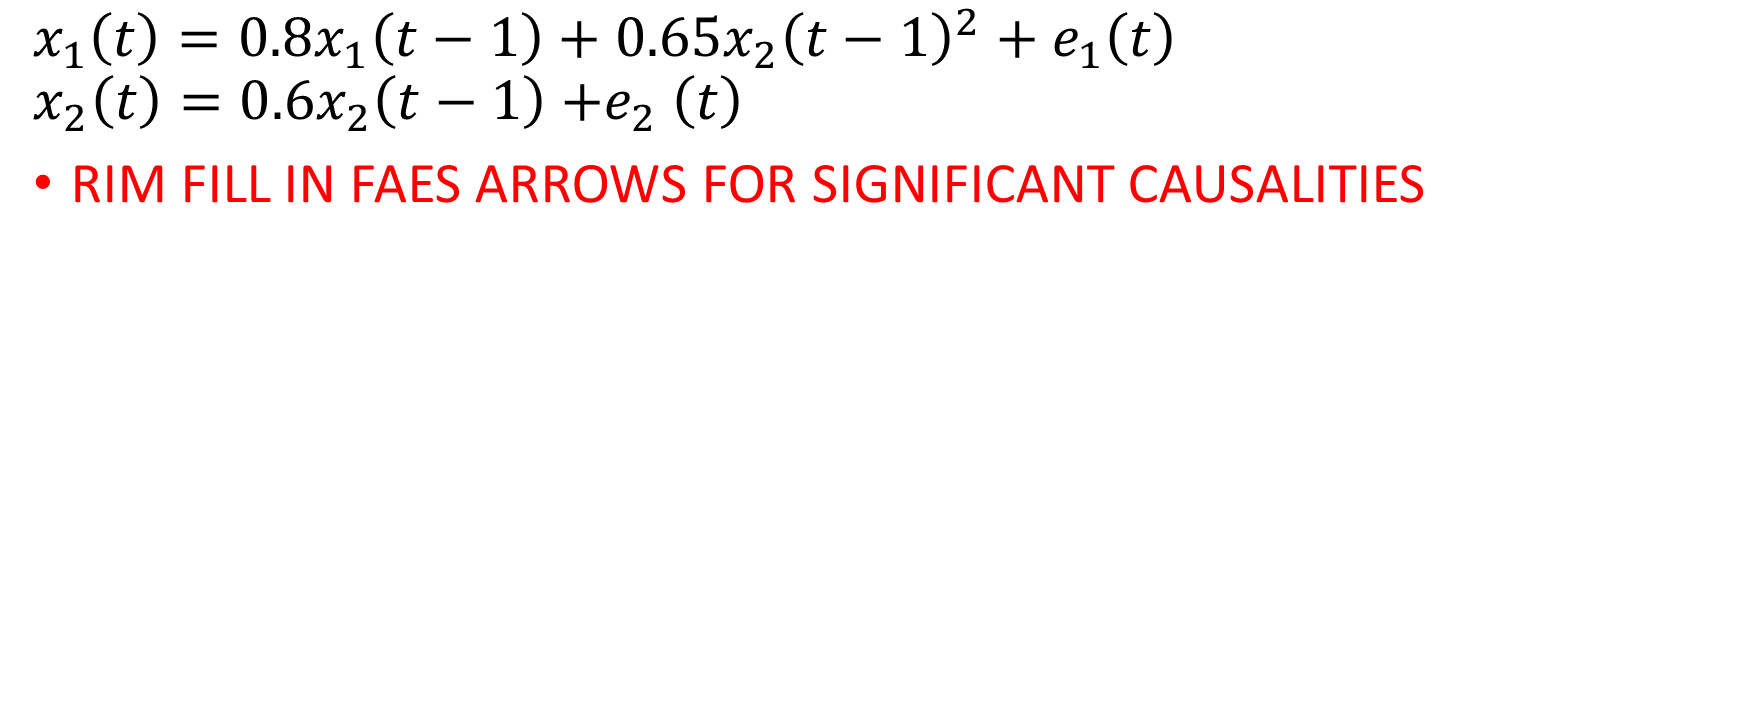 𝑥₁(𝑡) = 0.8𝑥₁(𝑡 − 1) + 0.65𝑥₂(𝑡 − 1)² + 𝑒₁(𝑡)
𝑥₂(𝑡) = 0.6𝑥₂(𝑡 − 1) +𝑒₂ (𝑡)
• RIM FILL IN FAES ARROWS FOR SIGNIFICANT CAUSALITIES